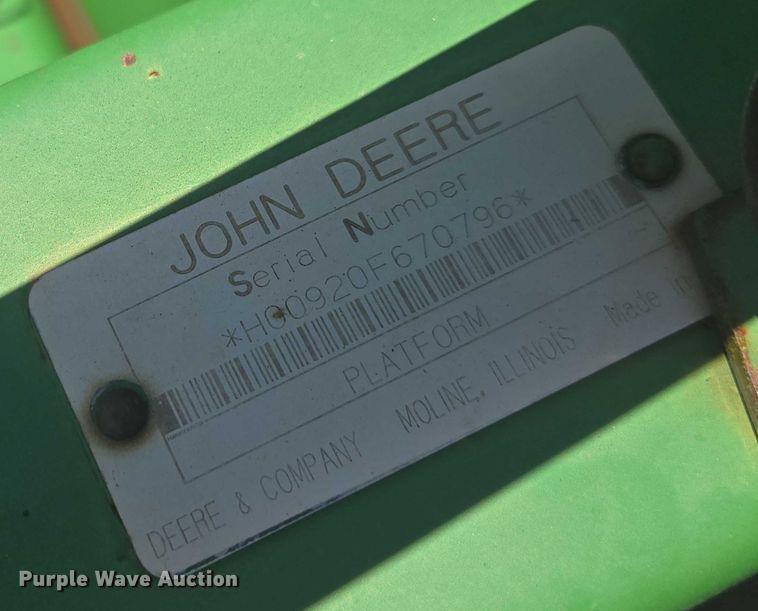 JOHN DEERE
Serial Number
*H00920F670796*
PLATFORM
DEERE & COMPANY MOLINE, ILLINOIS Made in
Purple Wave Auction